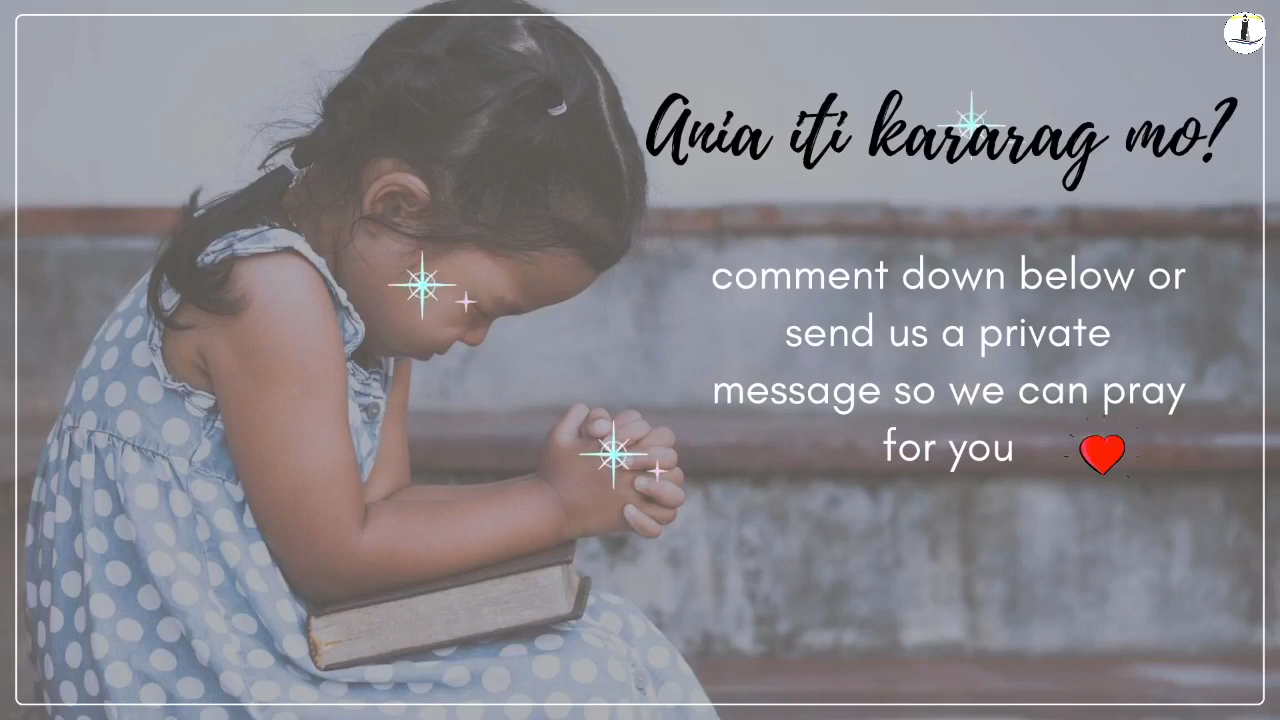 Ania iti kararag mo?
comment down below or
send us a private
message so we can pray
for you